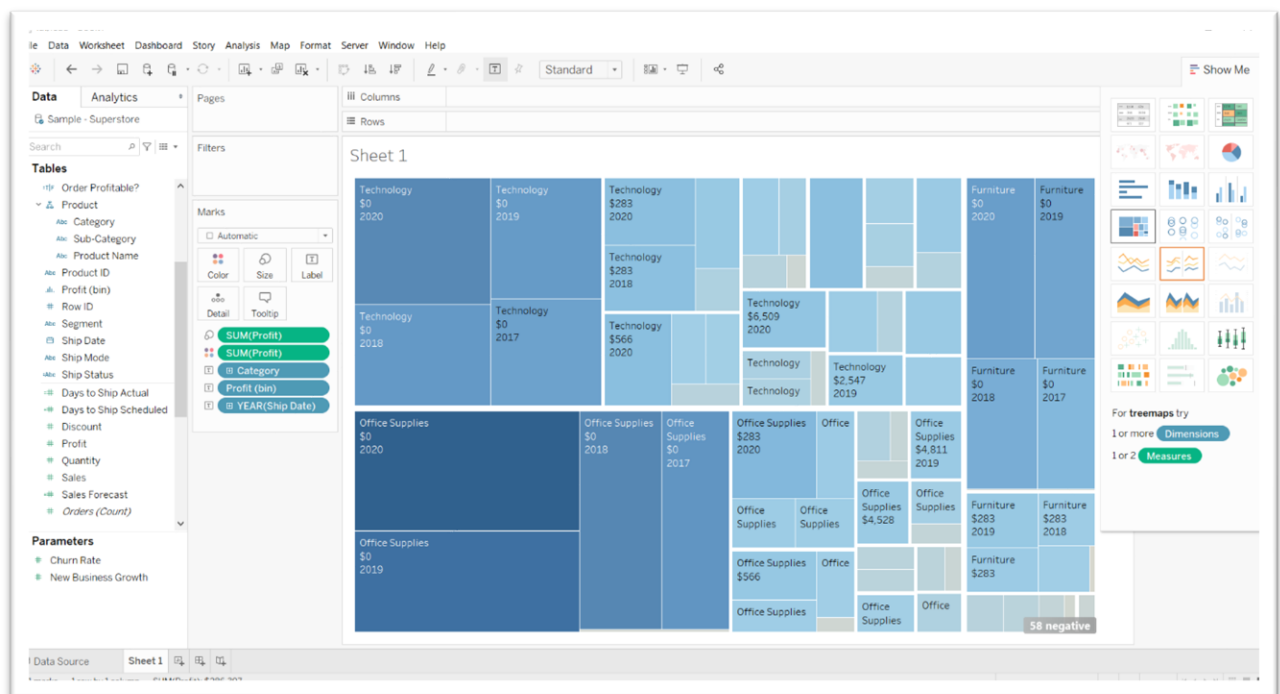 Data Worksheet Dashboard Story Analysis Map Format Server Window Help
Standard
Show Me
Data Analytics
Sample - Superstore
Search
Tables
Order Profitable?
Product
Abc Category
Abc Sub-Category
Abc Product Name
Abc Product ID
Profit (bin)
# Row ID
Abc Segment
Ship Date
Abc Ship Mode
=Abc Ship Status
=# Days to Ship Actual
=# Days to Ship Scheduled
# Discount
# Profit
# Quantity
# Sales
=# Sales Forecast
# Orders (Count)
Parameters
# Churn Rate
# New Business Growth
Pages
Filters
Marks
Automatic
Color Size Label
Detail Tooltip
SUM(Profit)
SUM(Profit)
Category
Profit (bin)
YEAR(Ship Date)
Columns
Rows
Sheet 1
Technology
$0
2020
Technology
$0
2019
Technology
$0
2018
Technology
$0
2017
Technology
$283
2020
Technology
$283
2018
Technology
$566
2020
Technology
$6,509
2020
Technology
Technology
Technology
$2,547
2019
Furniture
$0
2020
Furniture
$0
2019
Furniture
$0
2018
Furniture
$0
2017
Furniture
$283
2019
Furniture
$283
2018
Furniture
$283
Office Supplies
$0
2020
Office Supplies
$0
2019
Office Supplies
$0
2018
Office
Supplies
$0
2017
Office Supplies
$283
2020
Office
Office
Supplies
Office
Supplies
Office Supplies
$566
Office
Office Supplies
Office
Supplies
$4,811
2019
Office
Supplies
$4,528
Office
Supplies
Office
Supplies
Office
58 negative
For treemaps try
1 or more Dimensions
1 or 2 Measures
Data Source Sheet 1